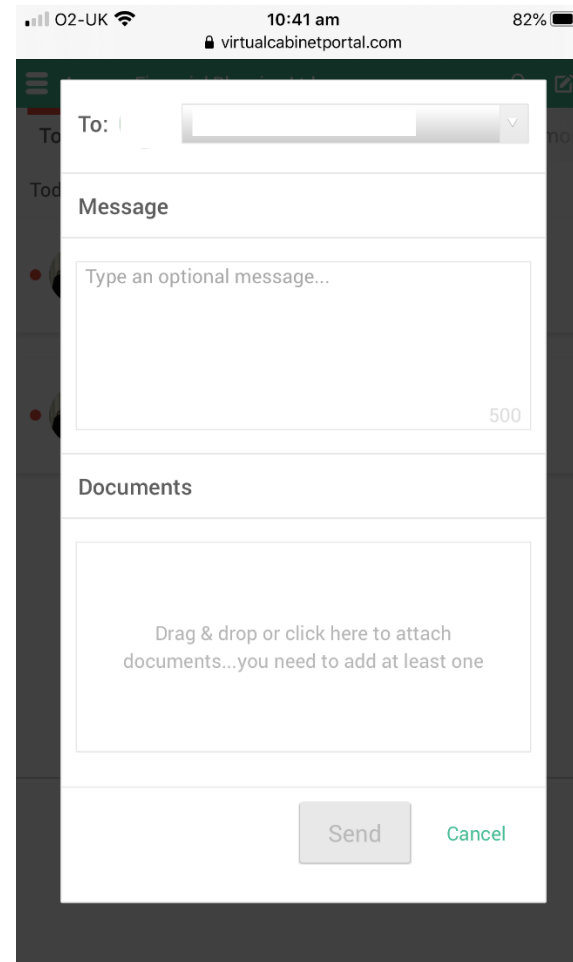 O2-UK
10:41 am
82%
virtualcabinetportal.com
To:
Message
Type an optional message...
500
Documents
Drag & drop or click here to attach
documents...you need to add at least one
Send
Cancel